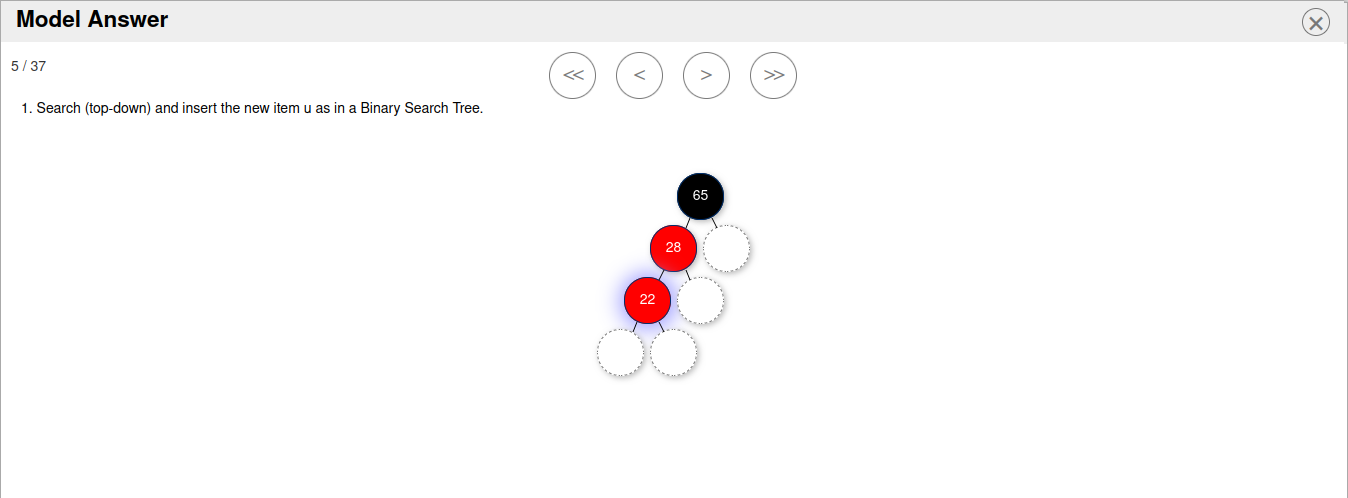 Model Answer
5 / 37
<<
<
>
>>
1. Search (top-down) and insert the new item u as in a Binary Search Tree.
65
28
22